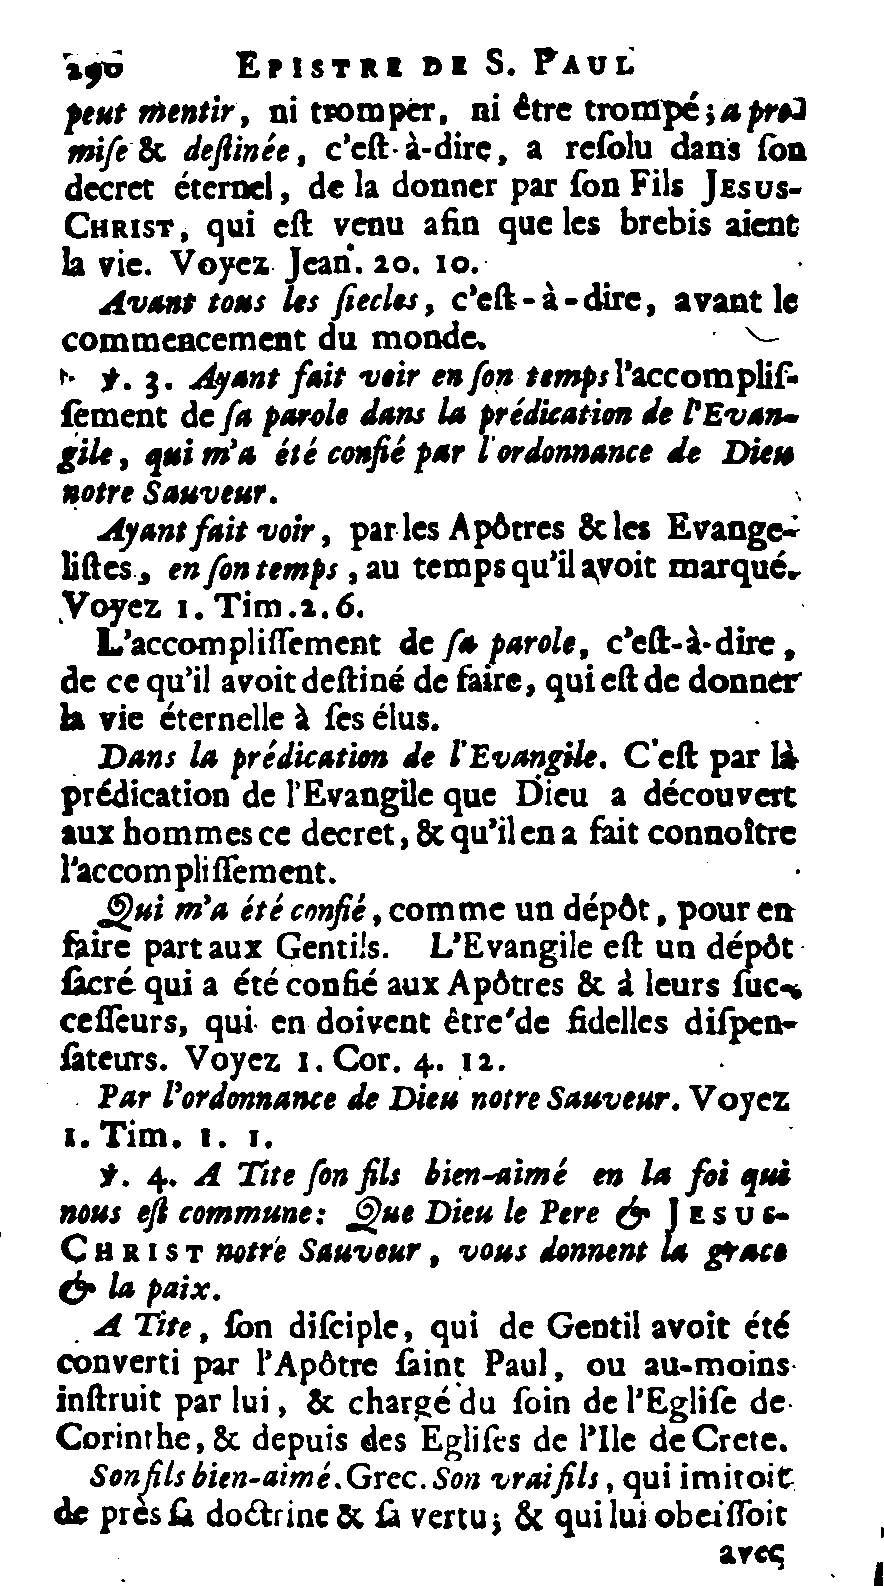 290 EPISTRE DE S. PAUL
peut mentir, ni tromper, ni être trompé; a pro-
miſe & deſtinée, c'eſt-à-dire, a reſolu dans ſon
decret éternel, de la donner par ſon Fils JESUS-
CHRIST, qui eſt venu afin que les brebis aient
la vie. Voyez Jean. 20. 10.
Avant tous les ſiecles, c'eſt-à-dire, avant le
commencement du monde.
℣. 3. Ayant fait voir en ſon temps l'accompliſ-
ſement de ſa parole dans la prédication de l'Evan-
gile, qui m'a été confié par l'ordonnance de Dieu
notre Sauveur.
Ayant fait voir, par les Apôtres & les Evange-
liſtes, en ſon temps, au temps qu'il avoit marqué.
Voyez 1. Tim. 2. 6.
L'accompliſſement de ſa parole, c'eſt-à-dire,
de ce qu'il avoit deſtiné de faire, qui eſt de donner
la vie éternelle à ſes élus.
Dans la prédication de l'Evangile. C'eſt par la
prédication de l'Evangile que Dieu a découvert
aux hommes ce decret, & qu'il en a fait connoître
l'accompliſſement.
Qui m'a été confié, comme un dépôt, pour en
faire part aux Gentils. L'Evangile eſt un dépôt
ſacré qui a été confié aux Apôtres & à leurs ſuc-
ceſſeurs, qui en doivent être de fidelles diſpen-
ſateurs. Voyez 1. Cor. 4. 12.
Par l'ordonnance de Dieu notre Sauveur. Voyez
1. Tim. 1. 1.
℣. 4. A Tite ſon fils bien-aimé en la foi qui
nous eſt commune: Que Dieu le Pere & JESUS-
CHRIST notre Sauveur, vous donnent la grace
& la paix.
A Tite, ſon diſciple, qui de Gentil avoit été
converti par l'Apôtre ſaint Paul, ou au-moins
inſtruit par lui, & chargé du ſoin de l'Egliſe de
Corinthe, & depuis des Egliſes de l'Ile de Crete.
Son fils bien-aimé. Grec. Son vrai fils, qui imitoit
de près ſa doctrine & ſa vertu; & qui lui obeiſſoit
avec